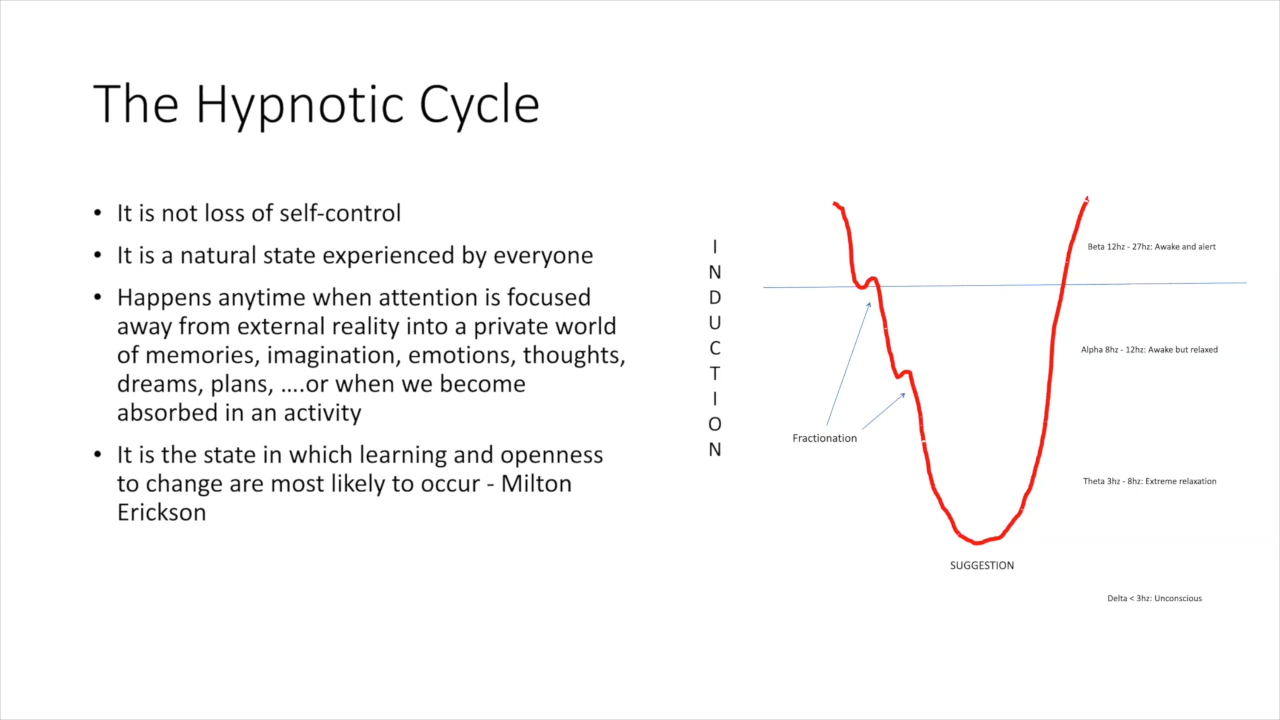 The Hypnotic Cycle
• It is not loss of self-control
• It is a natural state experienced by everyone
• Happens anytime when attention is focused
away from external reality into a private world
of memories, imagination, emotions, thoughts,
dreams, plans, ….or when we become
absorbed in an activity
• It is the state in which learning and openness
to change are most likely to occur - Milton
Erickson
I
N
D
U
C
T
I
O
N
Beta 12hz - 27hz: Awake and alert
Alpha 8hz - 12hz: Awake but relaxed
Fractionation
Theta 3hz - 8hz: Extreme relaxation
SUGGESTION
Delta < 3hz: Unconscious